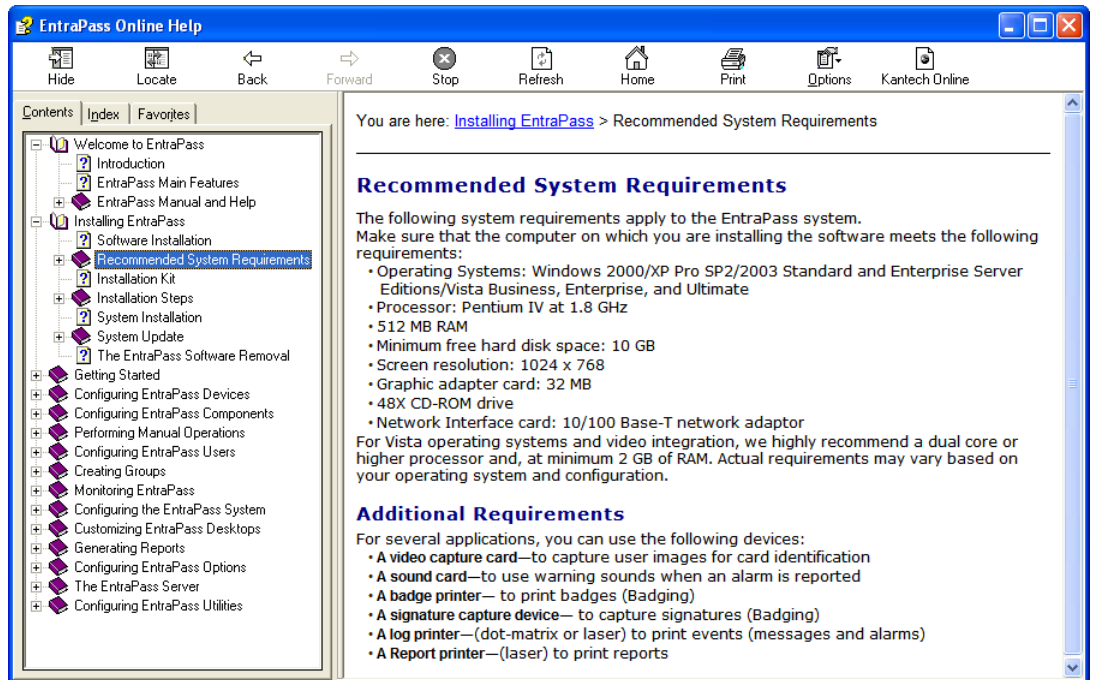 EntraPass Online Help
Hide Locate Back Forward Stop Refresh Home Print Options Kantech Online
Contents Index Favorites
Welcome to EntraPass
Introduction
EntraPass Main Features
EntraPass Manual and Help
Installing EntraPass
Software Installation
Recommended System Requirements
Installation Kit
Installation Steps
System Installation
System Update
The EntraPass Software Removal
Getting Started
Configuring EntraPass Devices
Configuring EntraPass Components
Performing Manual Operations
Configuring EntraPass Users
Creating Groups
Monitoring EntraPass
Configuring the EntraPass System
Customizing EntraPass Desktops
Generating Reports
Configuring EntraPass Options
The EntraPass Server
Configuring EntraPass Utilities
You are here: Installing EntraPass > Recommended System Requirements
Recommended System Requirements
The following system requirements apply to the EntraPass system.
Make sure that the computer on which you are installing the software meets the following
requirements:
• Operating Systems: Windows 2000/XP Pro SP2/2003 Standard and Enterprise Server
Editions/Vista Business, Enterprise, and Ultimate
• Processor: Pentium IV at 1.8 GHz
• 512 MB RAM
• Minimum free hard disk space: 10 GB
• Screen resolution: 1024 x 768
• Graphic adapter card: 32 MB
• 48X CD-ROM drive
• Network Interface card: 10/100 Base-T network adaptor
For Vista operating systems and video integration, we highly recommend a dual core or
higher processor and, at minimum 2 GB of RAM. Actual requirements may vary based on
your operating system and configuration.
Additional Requirements
For several applications, you can use the following devices:
• A video capture card—to capture user images for card identification
• A sound card—to use warning sounds when an alarm is reported
• A badge printer— to print badges (Badging)
• A signature capture device— to capture signatures (Badging)
• A log printer—(dot-matrix or laser) to print events (messages and alarms)
• A Report printer—(laser) to print reports